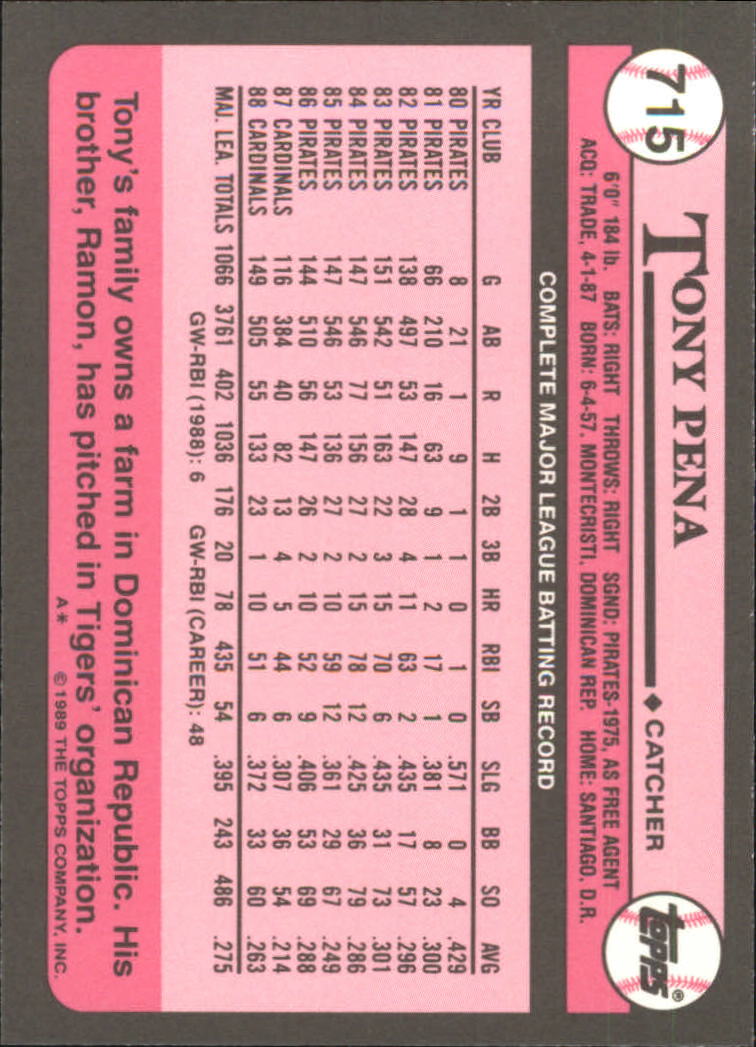 715
TONY PENA ♦ CATCHER
topps®
6'0" 184 lb. BATS: RIGHT THROWS: RIGHT SGND: PIRATES-1975, AS FREE AGENT
ACQ: TRADE, 4-1-87 BORN: 6-4-57, MONTECRISTI, DOMINICAN REP. HOME: SANTIAGO, D.R.
COMPLETE MAJOR LEAGUE BATTING RECORD
YR CLUB G AB R H 2B 3B HR RBI SB SLG BB SO AVG
80 PIRATES 8 21 1 9 1 1 0 1 0 .571 0 4 .429
81 PIRATES 66 210 16 63 9 1 2 17 1 .381 8 23 .300
82 PIRATES 138 497 53 147 28 4 11 63 2 .435 17 57 .296
83 PIRATES 151 542 51 163 22 3 15 70 6 .435 31 73 .301
84 PIRATES 147 546 77 156 27 2 15 78 12 .425 36 79 .286
85 PIRATES 147 546 53 136 27 2 10 59 12 .361 29 67 .249
86 PIRATES 144 510 56 147 26 2 10 52 9 .406 53 69 .288
87 CARDINALS 116 384 40 82 13 4 5 44 6 .307 36 54 .214
88 CARDINALS 149 505 55 133 23 1 10 51 6 .372 33 60 .263
MAJ. LEA. TOTALS 1066 3761 402 1036 176 20 78 435 54 .395 243 486 .275
GW-RBI (1988): 6 GW-RBI (CAREER): 48
Tony's family owns a farm in Dominican Republic. His
brother, Ramon, has pitched in Tigers' organization.
A* ©1989 THE TOPPS COMPANY, INC.